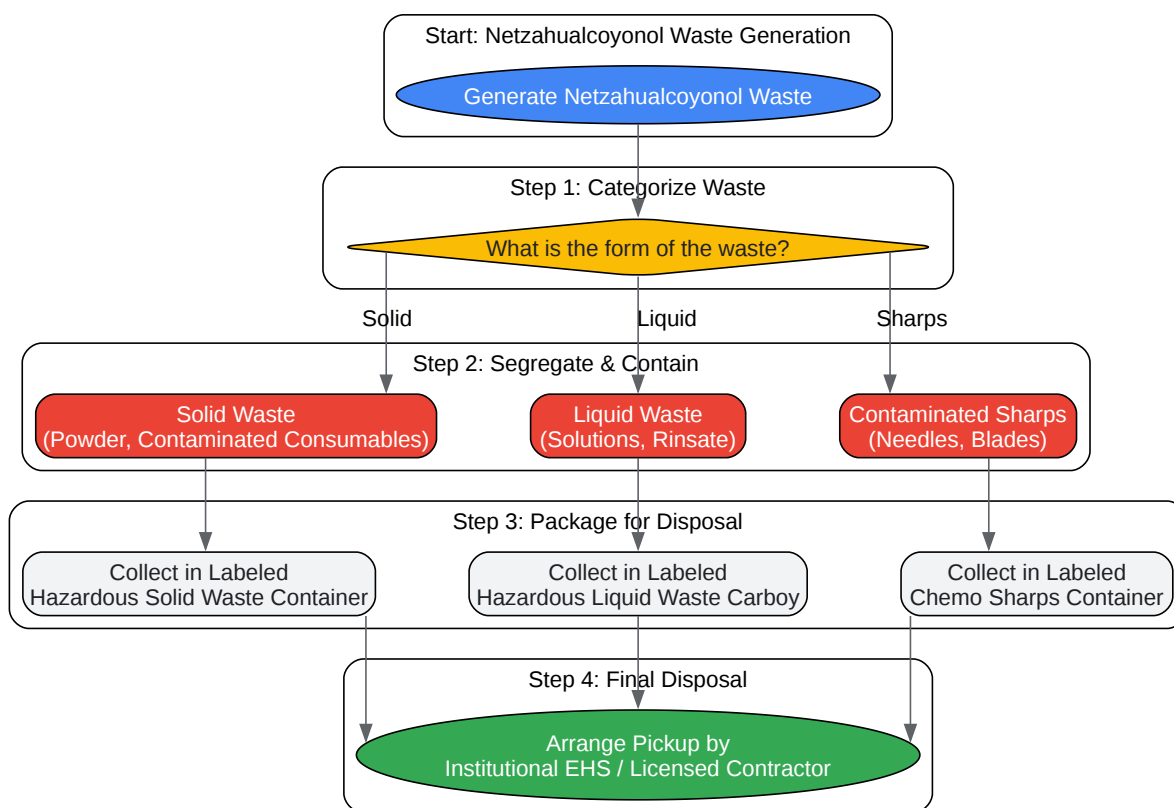 Start: Netzahualcoyonol Waste Generation
Generate Netzahualcoyonol Waste
Step 1: Categorize Waste
What is the form of the waste?
Solid
Liquid
Sharps
Step 2: Segregate & Contain
Solid Waste
(Powder, Contaminated Consumables)
Liquid Waste
(Solutions, Rinsate)
Contaminated Sharps
(Needles, Blades)
Step 3: Package for Disposal
Collect in Labeled
Hazardous Solid Waste Container
Collect in Labeled
Hazardous Liquid Waste Carboy
Collect in Labeled
Chemo Sharps Container
Step 4: Final Disposal
Arrange Pickup by
Institutional EHS / Licensed Contractor